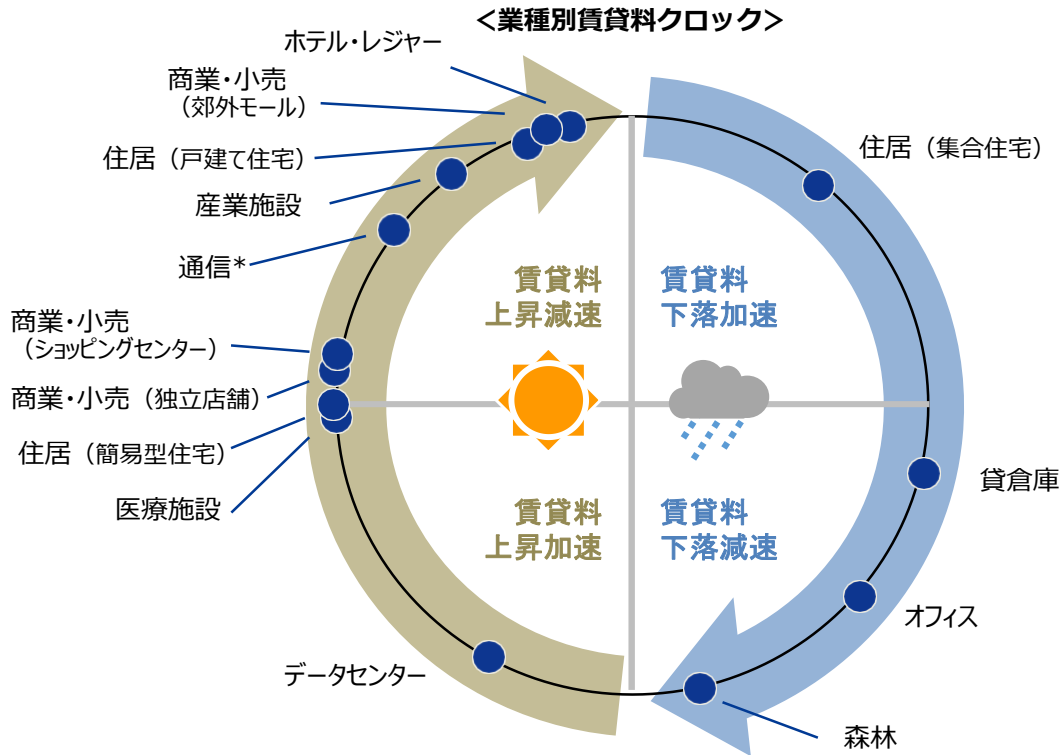 ＜業種別賃貸料クロック＞
ホテル・レジャー
商業・小売
（郊外モール）
住居（戸建て住宅）
産業施設
通信*
商業・小売
（ショッピングセンター）
商業・小売（独立店舗）
住居（簡易型住宅）
医療施設
データセンター
住居（集合住宅）
貸倉庫
オフィス
森林
賃貸料
上昇減速
賃貸料
下落加速
賃貸料
上昇加速
賃貸料
下落減速